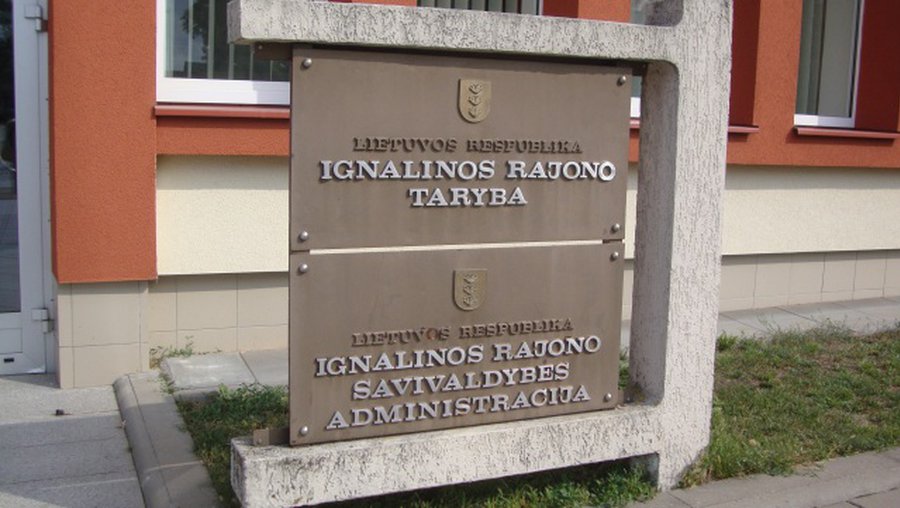 LIETUVOS RESPUBLIKA
IGNALINOS RAJONO
TARYBA
LIETUVOS RESPUBLIKA
IGNALINOS RAJONO
SAVIVALDYBĖS
ADMINISTRACIJA